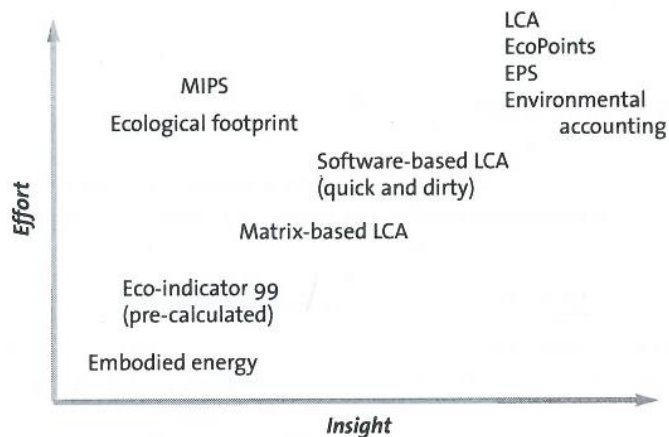 LCA
EcoPoints
EPS
Environmental
accounting
MIPS
Ecological footprint
Software-based LCA
(quick and dirty)
Matrix-based LCA
Eco-indicator 99
(pre-calculated)
Embodied energy
Effort
Insight